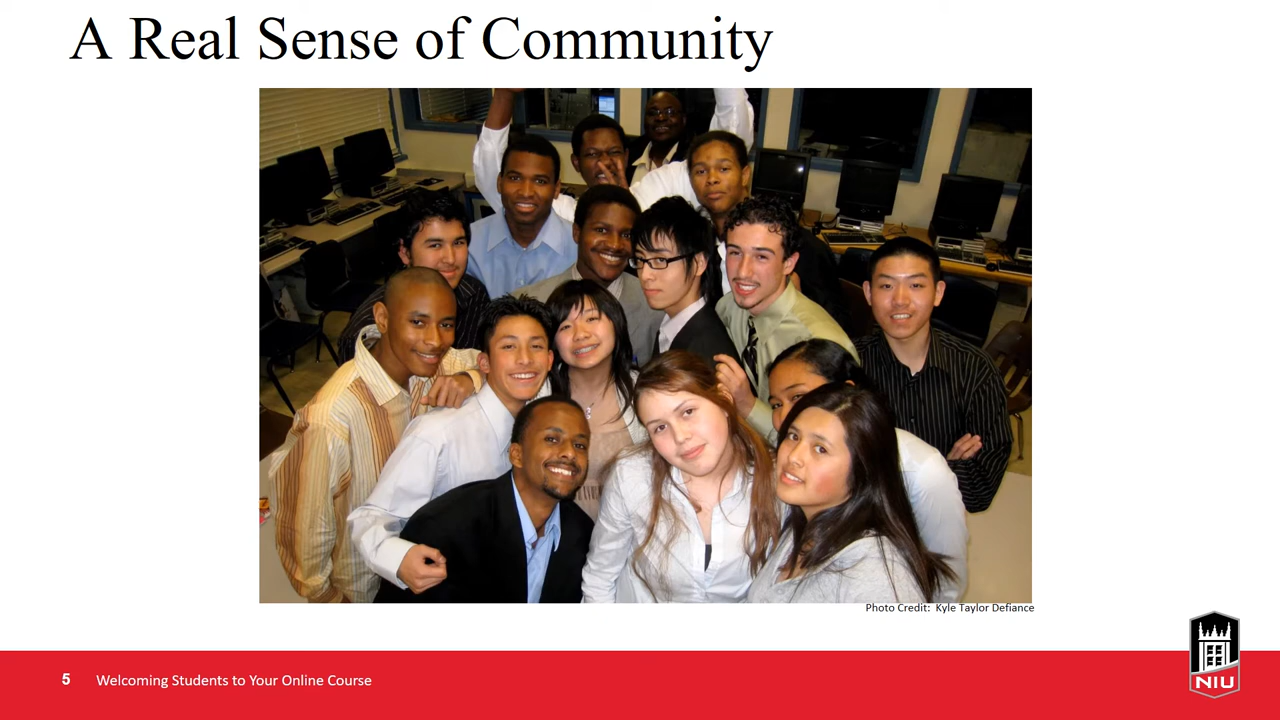 A Real Sense of Community
Photo Credit: Kyle Taylor Defiance
5 Welcoming Students to Your Online Course
NIU